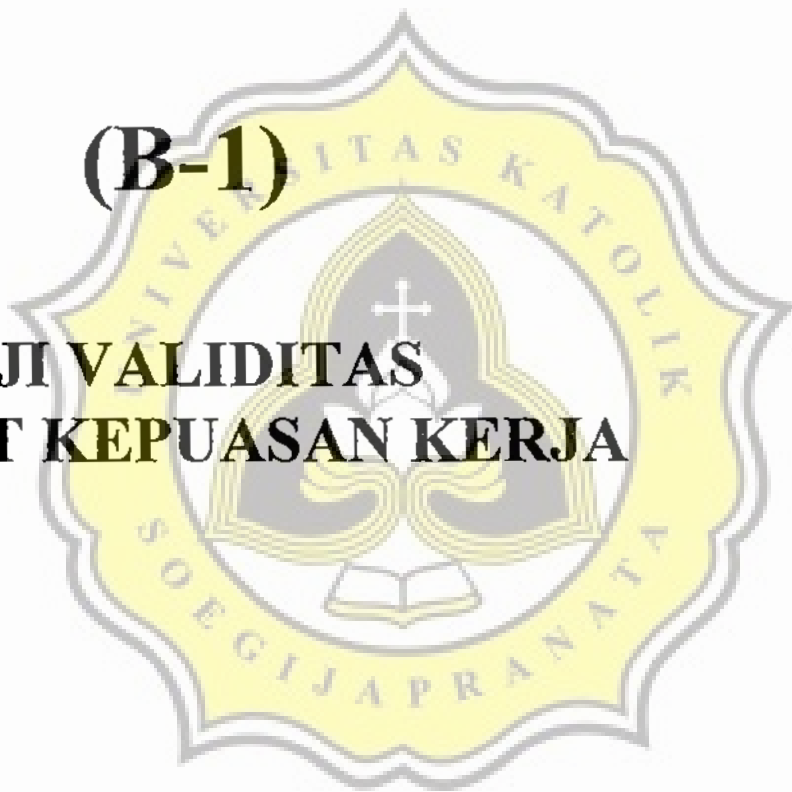 (B-1)
JI VALIDITAS
T KEPUASAN KERJA
UNIVERSITAS KATOLIK
SOEGIJAPRANATA